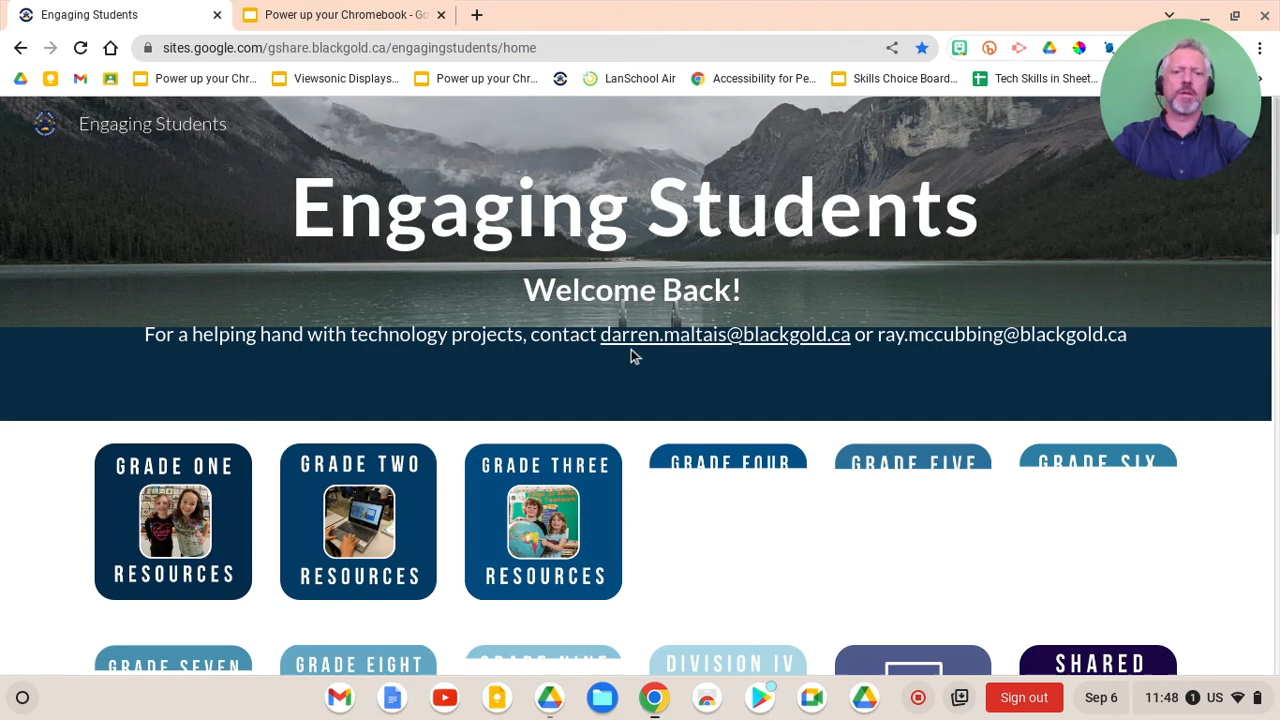 Engaging Students
Power up your Chromebook - Go
sites.google.com/gshare.blackgold.ca/engagingstudents/home
Power up your Chr...
Viewsonic Displays...
Power up your Chr...
LanSchool Air
Accessibility for Pe...
Skills Choice Board...
Tech Skills in Sheet...
Engaging Students
Engaging Students
Welcome Back!
For a helping hand with technology projects, contact darren.maltais@blackgold.ca or ray.mccubbing@blackgold.ca
GRADE ONE
RESOURCES
GRADE TWO
RESOURCES
GRADE THREE
RESOURCES
GRADE FOUR
GRADE FIVE
GRADE SIX
GRADE SEVEN
GRADE EIGHT
GRADE NINE
DIVISION IV
SHARED
Sign out
Sep 6
11:48
1
US